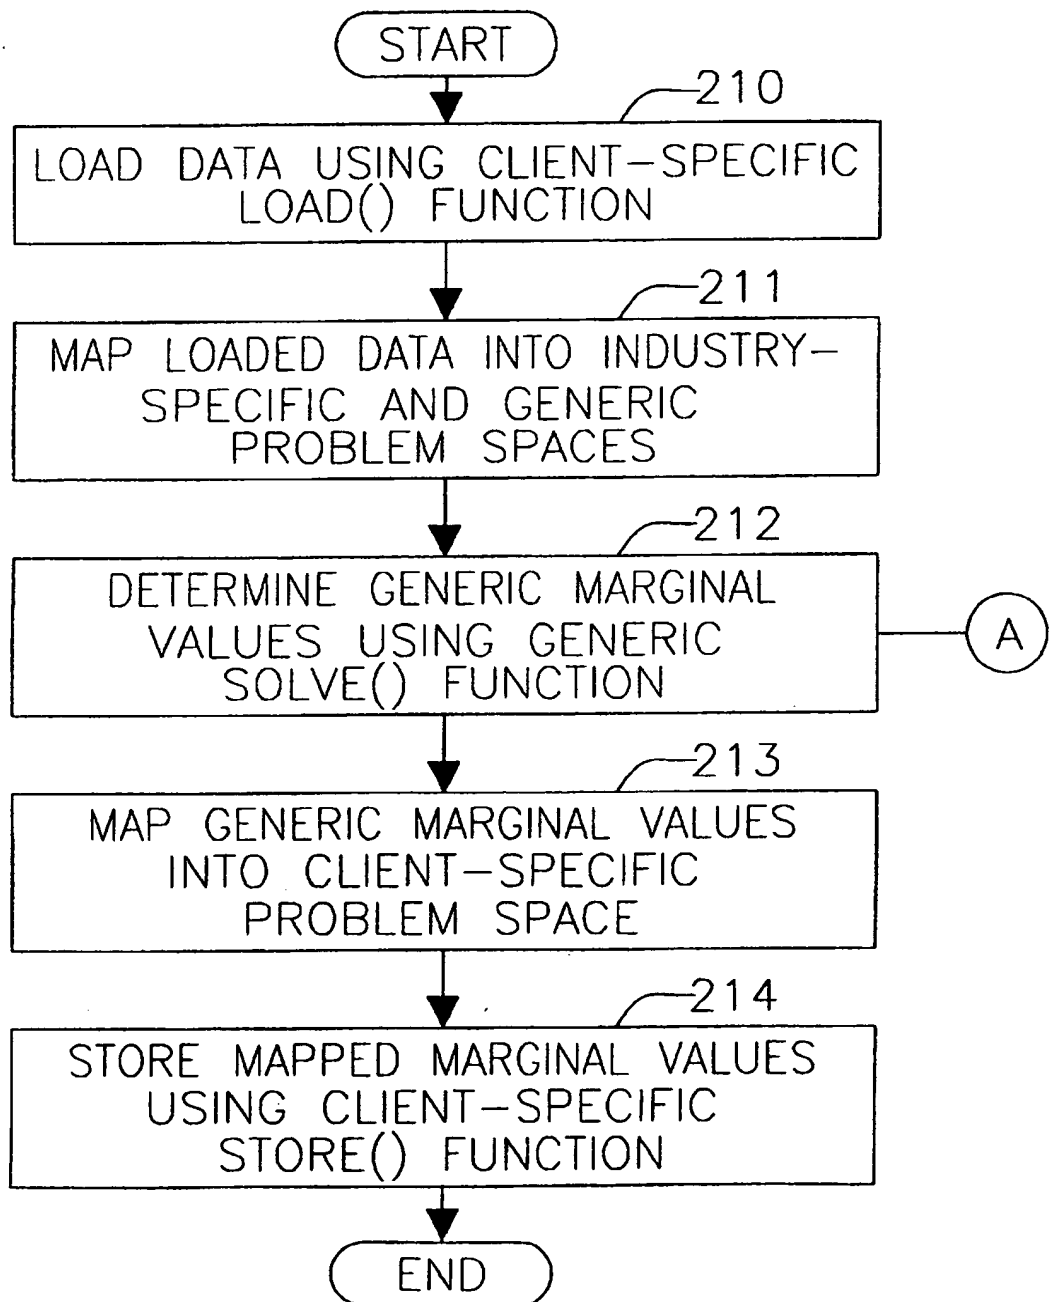 START
210
LOAD DATA USING CLIENT-SPECIFIC
LOAD() FUNCTION
211
MAP LOADED DATA INTO INDUSTRY-
SPECIFIC AND GENERIC
PROBLEM SPACES
212
DETERMINE GENERIC MARGINAL
VALUES USING GENERIC
SOLVE() FUNCTION
A
213
MAP GENERIC MARGINAL VALUES
INTO CLIENT-SPECIFIC
PROBLEM SPACE
214
STORE MAPPED MARGINAL VALUES
USING CLIENT-SPECIFIC
STORE() FUNCTION
END